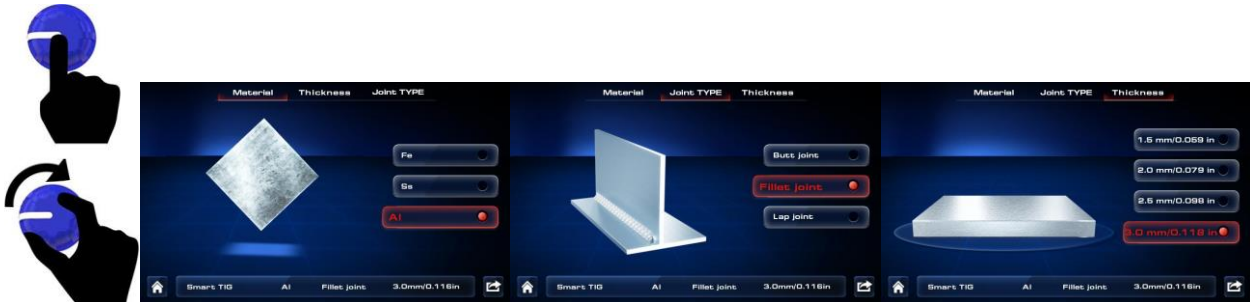 Material Thickness Joint TYPE
Fe
Ss
Al
Smart TIG Al Fillet joint 3.0mm/0.118in
Material Joint TYPE Thickness
Butt joint
Fillet joint
Lap joint
Smart TIG Al Fillet joint 3.0mm/0.118in
Material Joint TYPE Thickness
1.5 mm/0.059 in
2.0 mm/0.079 in
2.5 mm/0.098 in
3.0 mm/0.118 in
Smart TIG Al Fillet joint 3.0mm/0.118in